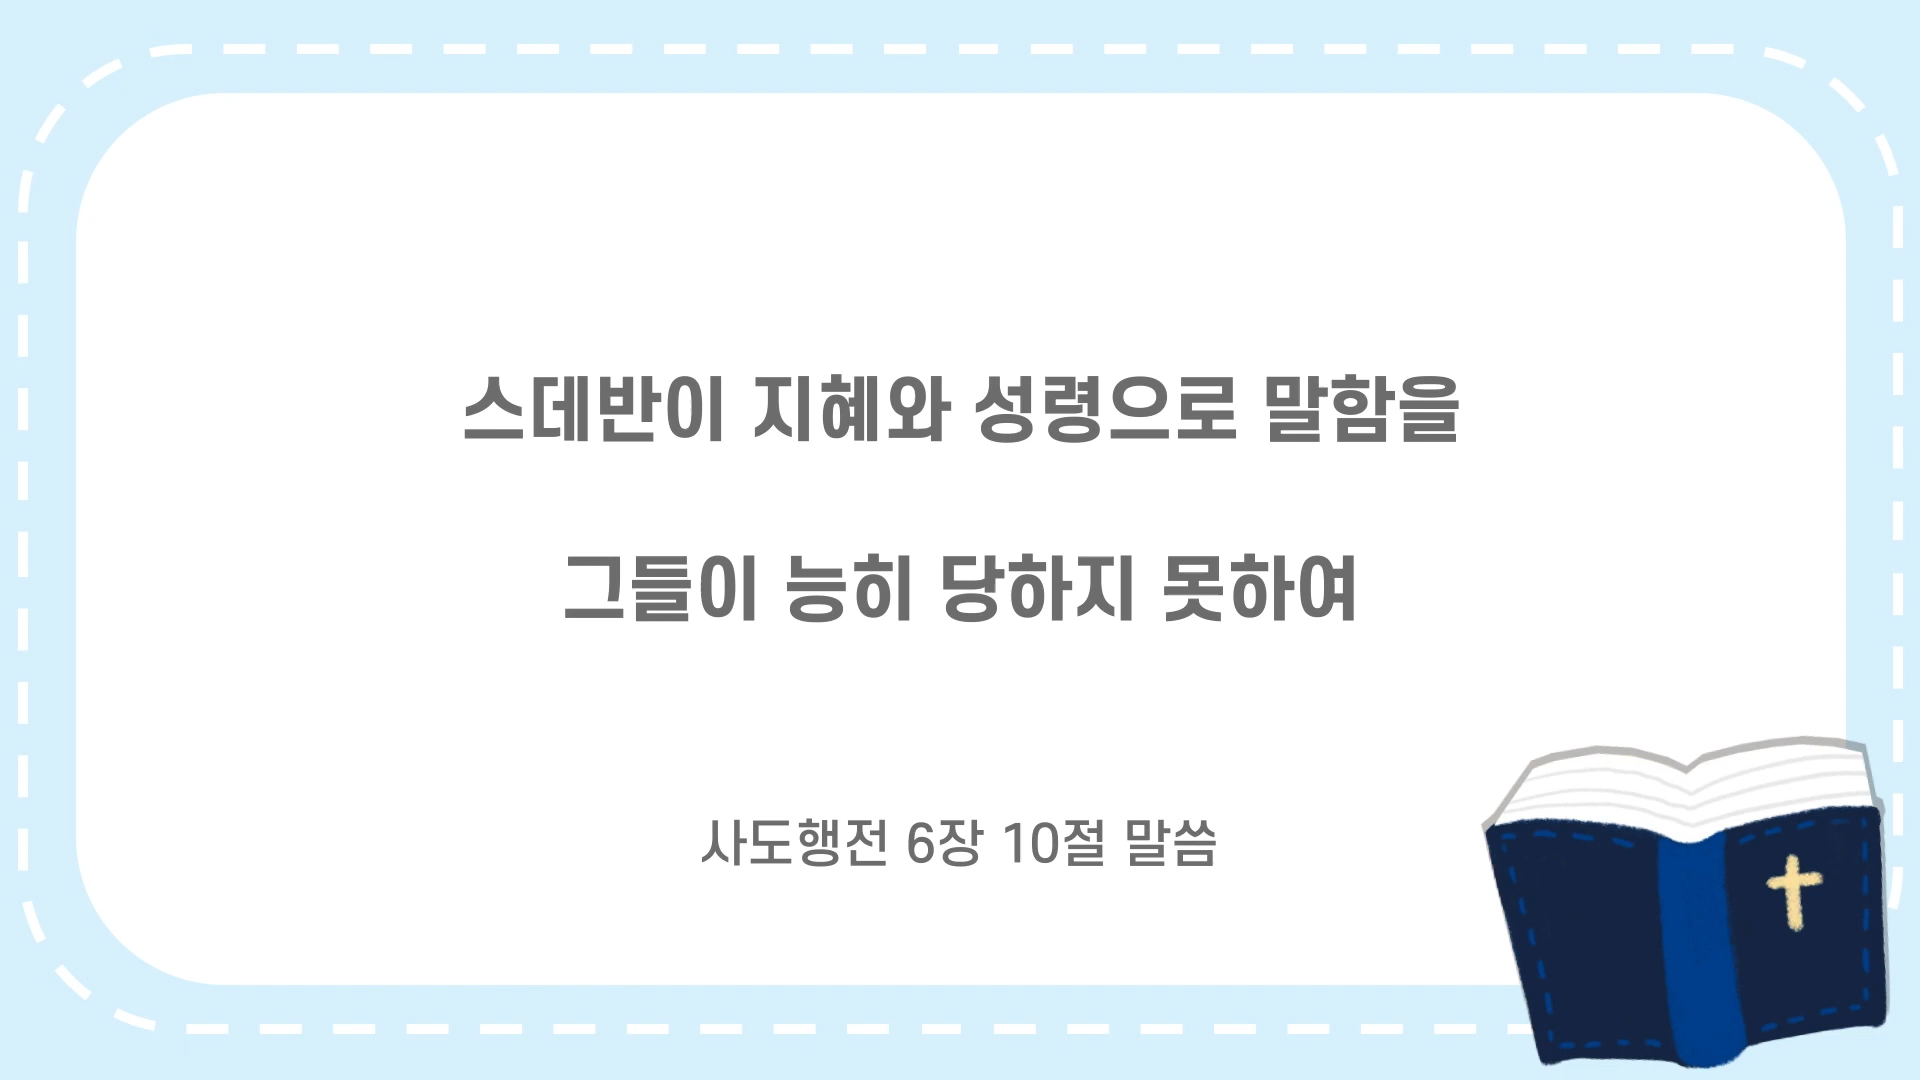 스데반이 지혜와 성령으로 말함을
그들이 능히 당하지 못하여
사도행전 6장 10절 말씀